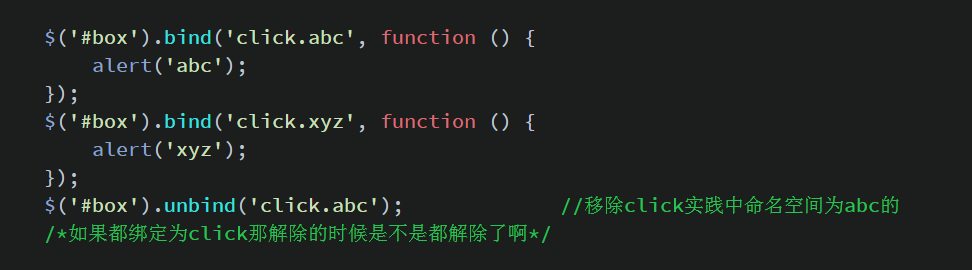 $('#box').bind('click.abc', function () {
    alert('abc');
});
$('#box').bind('click.xyz', function () {
    alert('xyz');
});
$('#box').unbind('click.abc');             //移除click实践中命名空间为abc的
/*如果都绑定为click那解除的时候是不是都解除了啊*/